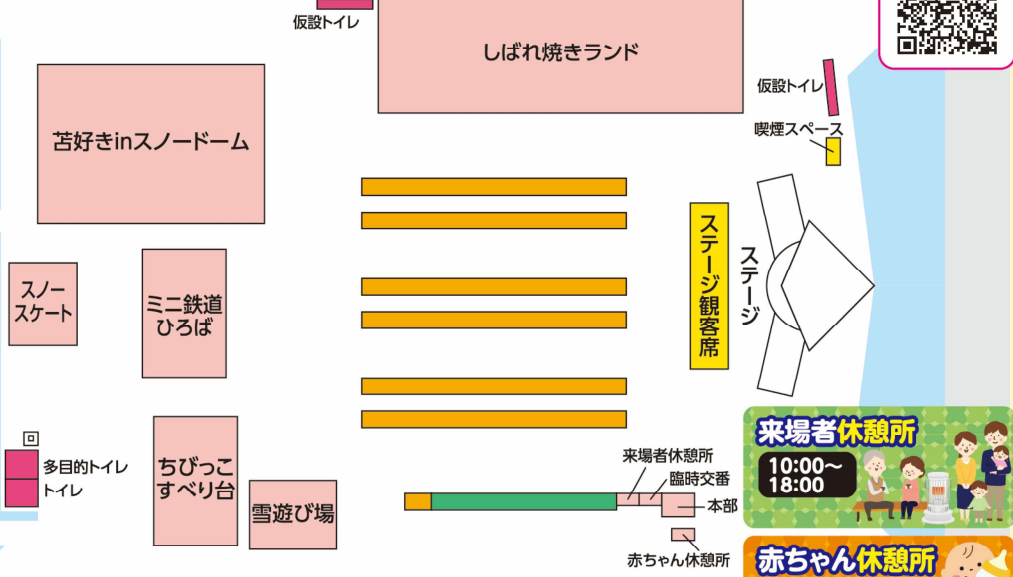 仮設トイレ
しばれ焼きランド
苫好きinスノードーム
仮設トイレ
喫煙スペース
ステージ観客席
ステージ
スノー
スケート
ミニ鉄道
ひろば
多目的トイレ
トイレ
ちびっこ
すべり台
雪遊び場
来場者休憩所
臨時交番
本部
赤ちゃん休憩所
来場者休憩所
10:00～
18:00
赤ちゃん休憩所